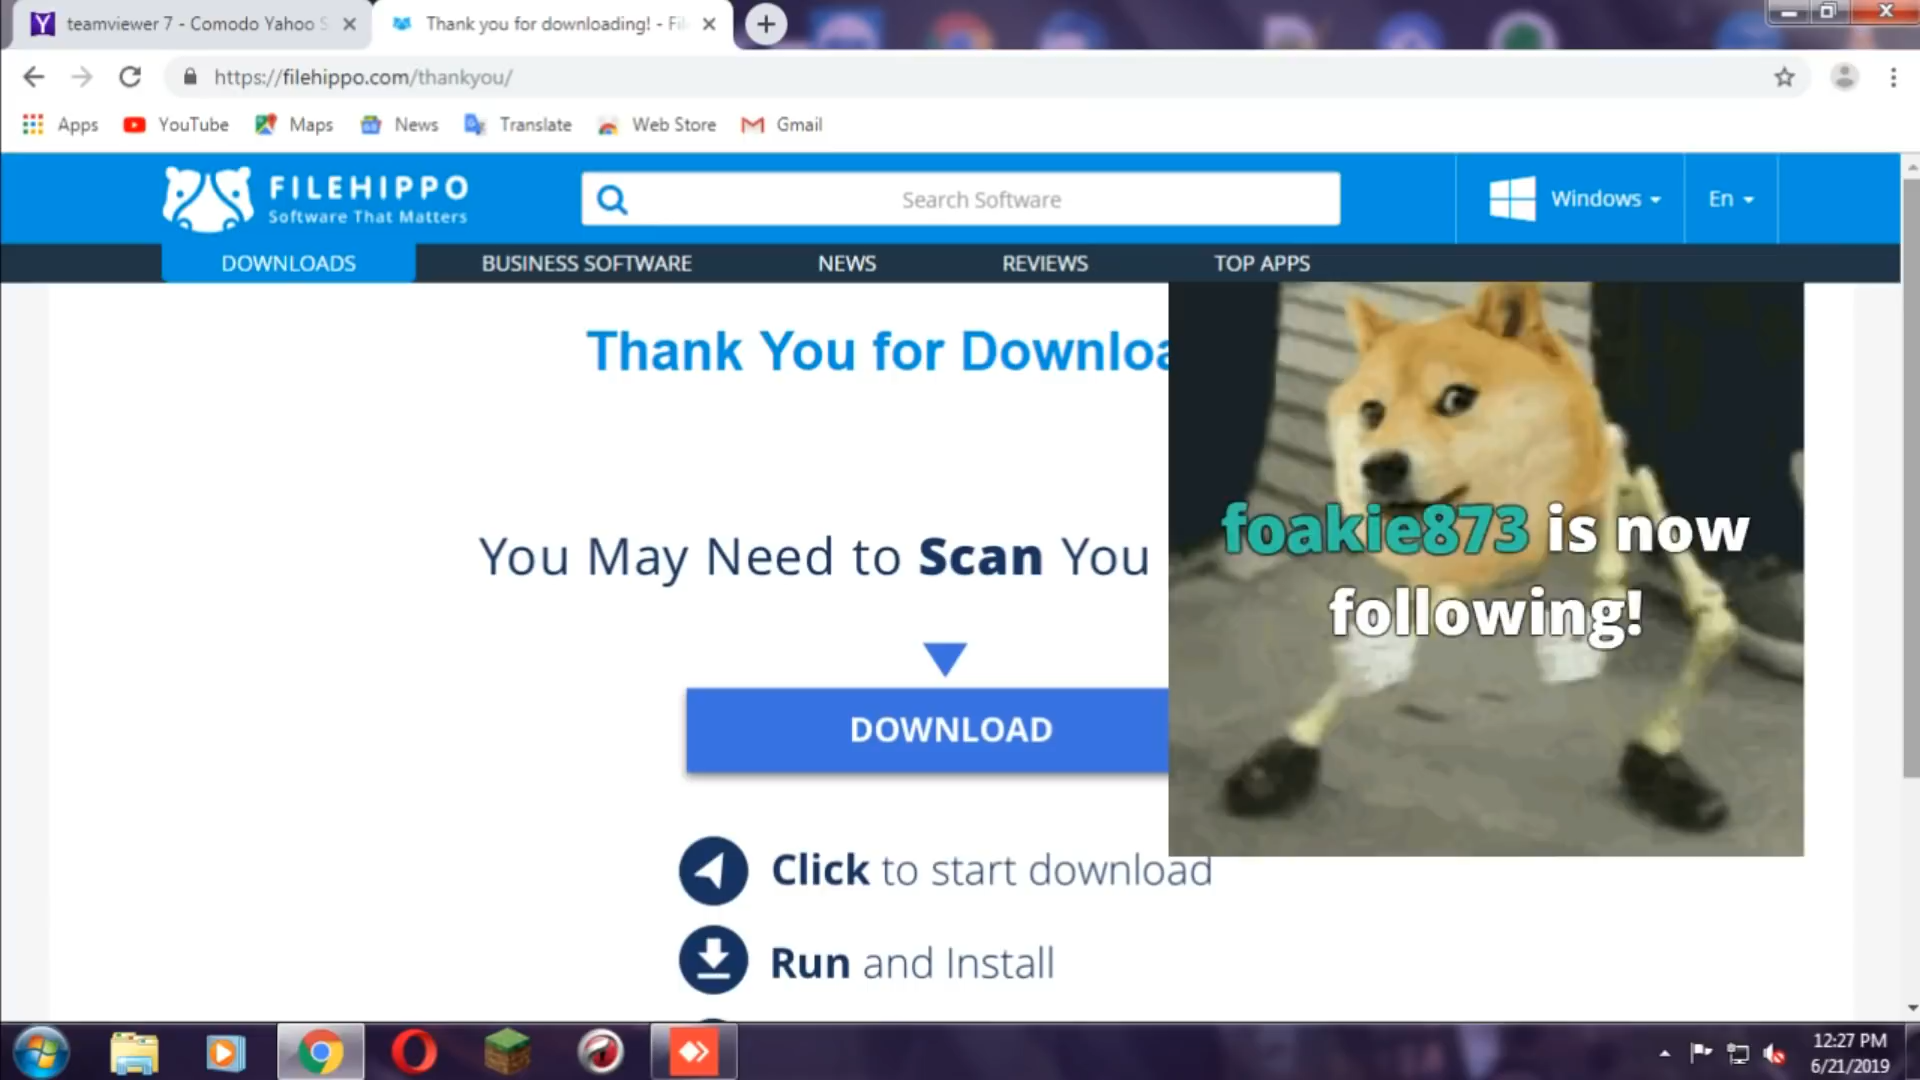 teamviewer 7 - Comodo Yahoo S
Thank you for downloading! - Fil
https://filehippo.com/thankyou/
Apps YouTube Maps News Translate Web Store Gmail
FILEHIPPO
Software That Matters
Search Software
Windows
En
DOWNLOADS BUSINESS SOFTWARE NEWS REVIEWS TOP APPS
Thank You for Downloa
You May Need to Scan You
foakie873 is now
following!
DOWNLOAD
Click to start download
Run and Install
12:27 PM
6/21/2019